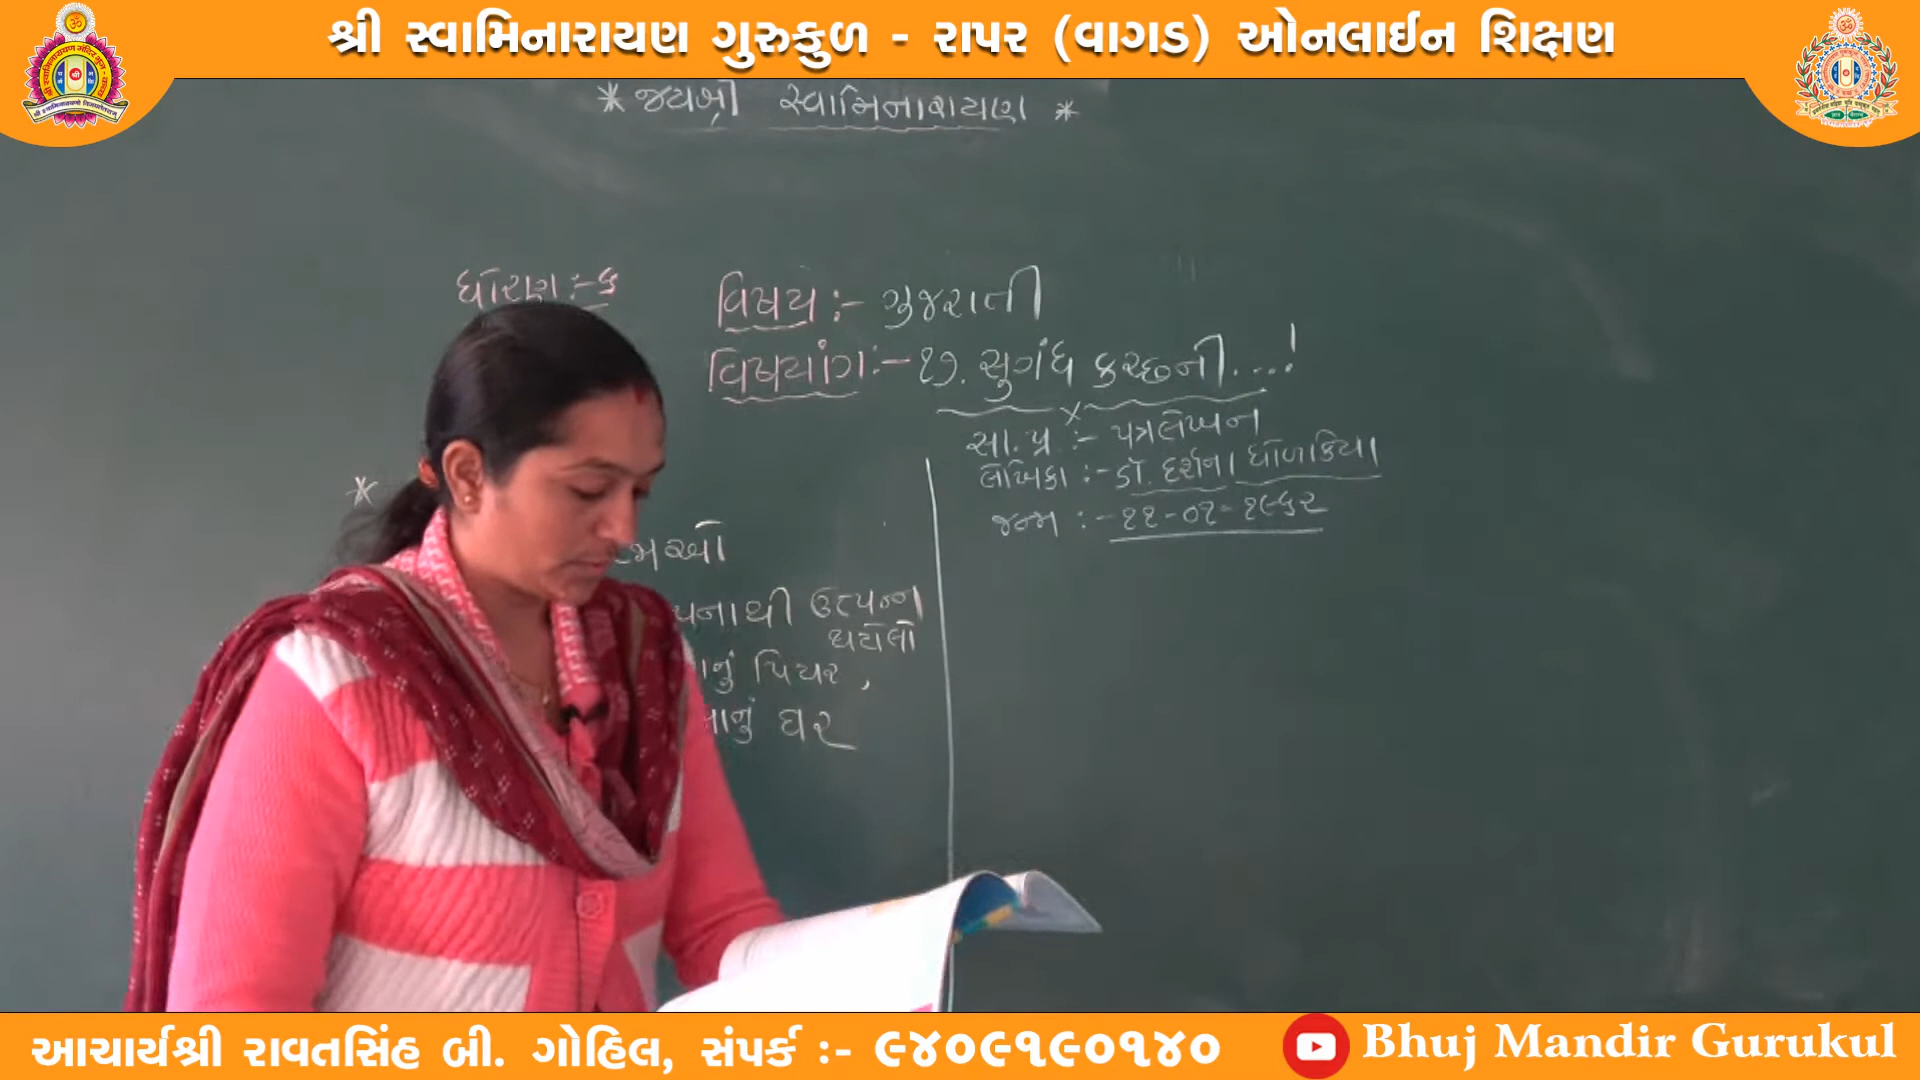 શ્રી સ્વામિનારાયણ ગુરુકુળ - રાપર (વાગડ) ઓનલાઈન શિક્ષણ
* જયશ્રી સ્વામિનારાયણ *
ધોરણ :- ૬
વિષય :- ગુજરાતી
વિષયાંગ :- ૧૭. સુગંધ કચ્છની....!
સા. પ્ર :- પત્રલેખન
લેખિકા :- ડૉ. દર્શના ધોળકિયા
જન્મ :- ૧૧-૦૧-૧૯૬૨
*
ઉત્પન્ન
થયેલો
પિયર,
ઘર
આચાર્યશ્રી રાવતસિંહ બી. ગોહિલ, સંપર્ક :- ૯૪૦૯૧૯૦૧૪૦
Bhuj Mandir Gurukul